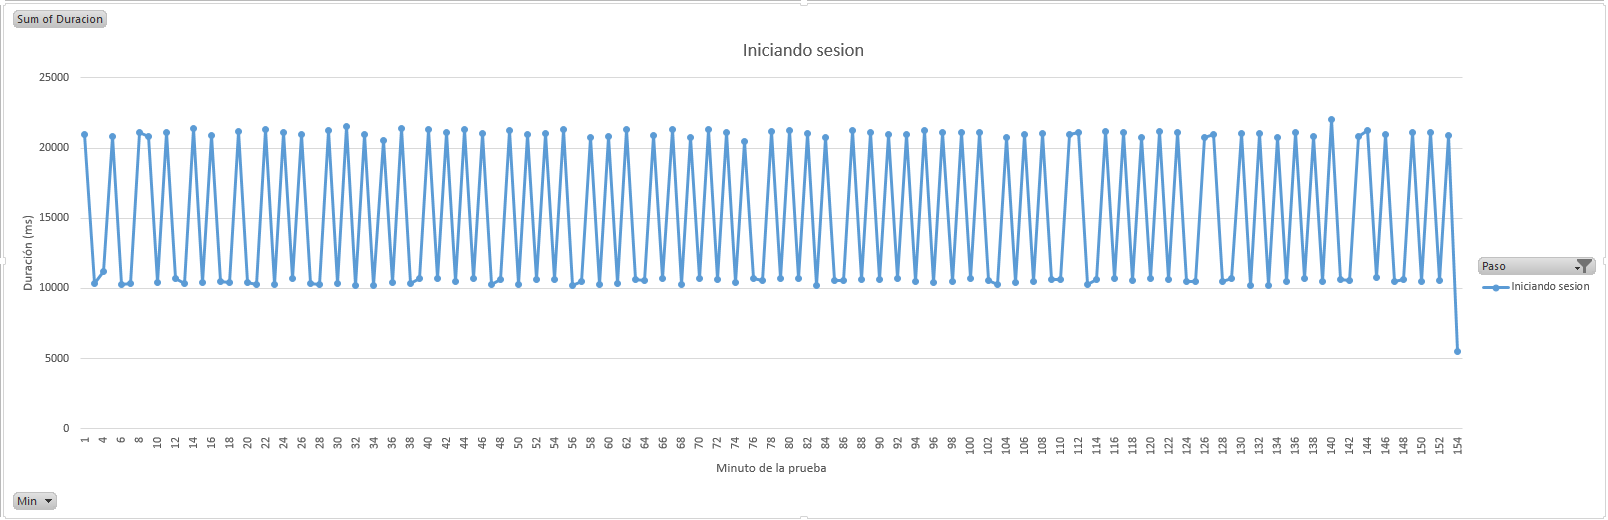 Sum of Duracion
Iniciando sesion
25000
20000
15000
10000
5000
0
Duración (ms)
1 4 6 8 10 12 14 16 18 20 22 24 26 28 30 32 34 36 38 40 42 44 46 48 50 52 54 56 58 60 62 64 66 68 70 72 74 76 78 80 82 84 86 88 90 92 94 96 98 100 102 104 106 108 110 112 114 116 118 120 122 124 126 128 130 132 134 136 138 140 142 144 146 148 150 152 154
Minuto de la prueba
Paso
Iniciando sesion
Min